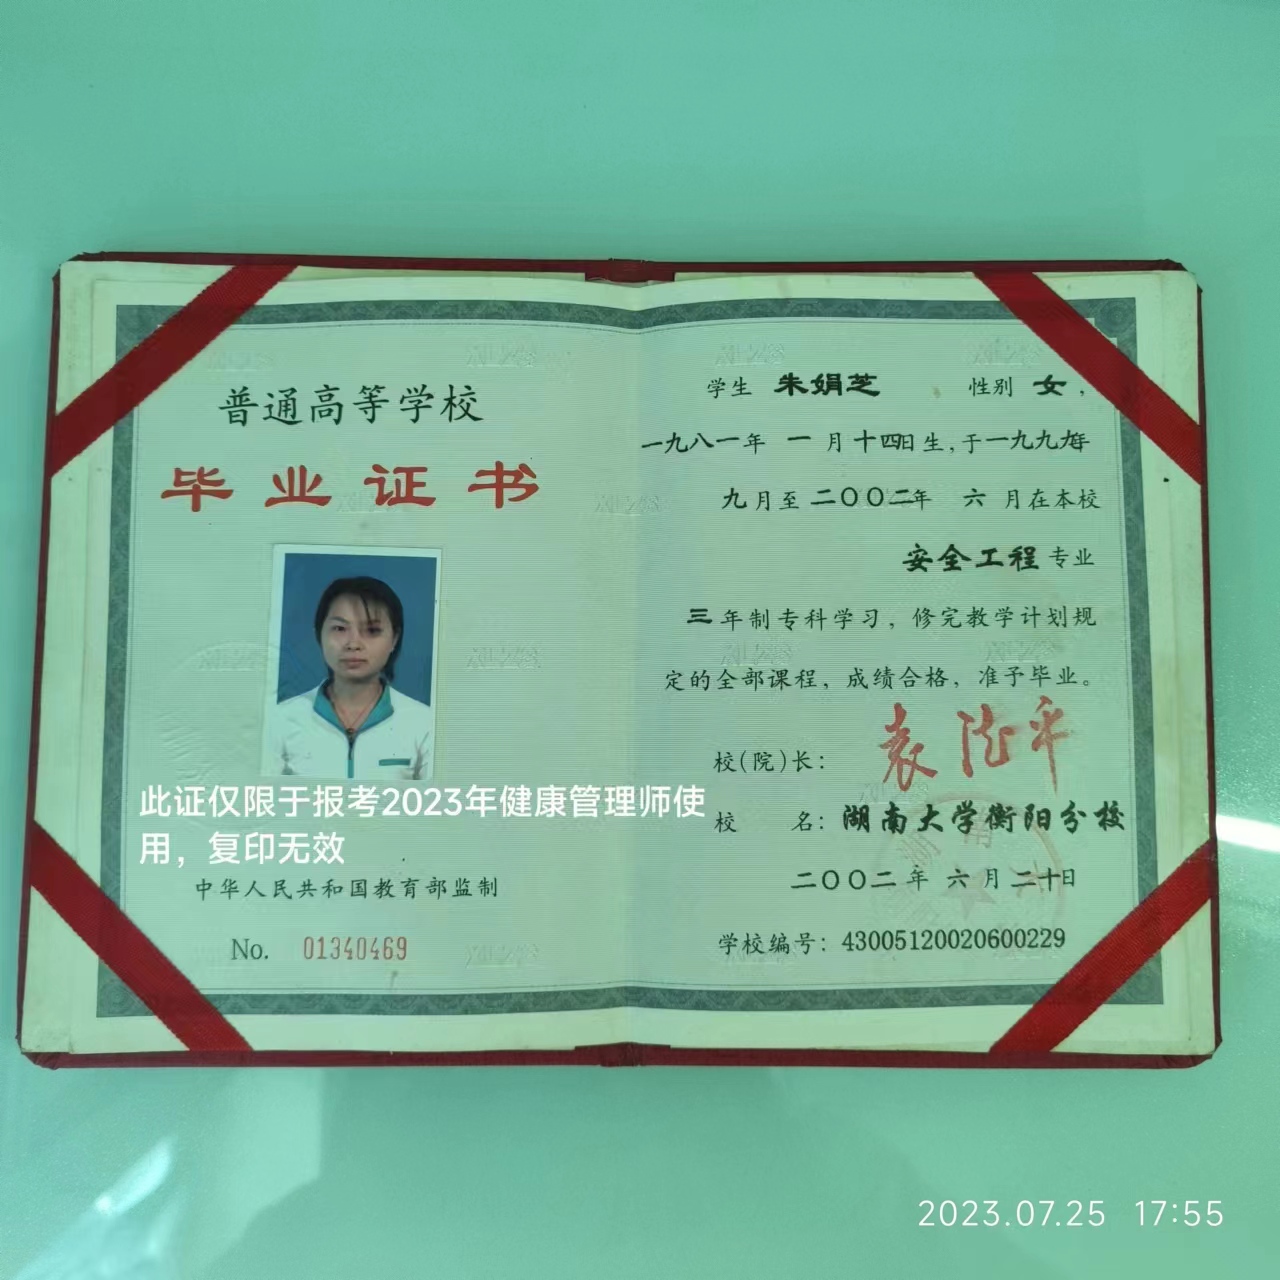 普通高等学校
毕业证书
此证仅限于报考2023年健康管理师使
用，复印无效
中华人民共和国教育部监制
No. 01340469
学生 朱娟芝 性别 女，
一九八一年 一 月十四日生，于一九九九年
九月至二〇〇二年 六 月在本校
安全工程专业
三年制专科学习，修完教学计划规
定的全部课程，成绩合格，准予毕业。
校(院)长：
校 名：湖南大学衡阳分校
二〇〇二年 六月二十日
学校编号：43005120020600229
2023.07.25 17:55